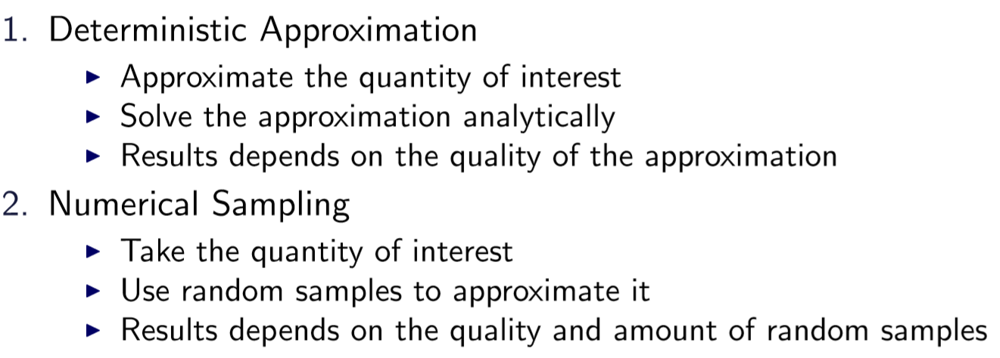 1. Deterministic Approximation
▶ Approximate the quantity of interest
▶ Solve the approximation analytically
▶ Results depends on the quality of the approximation
2. Numerical Sampling
▶ Take the quantity of interest
▶ Use random samples to approximate it
▶ Results depends on the quality and amount of random samples